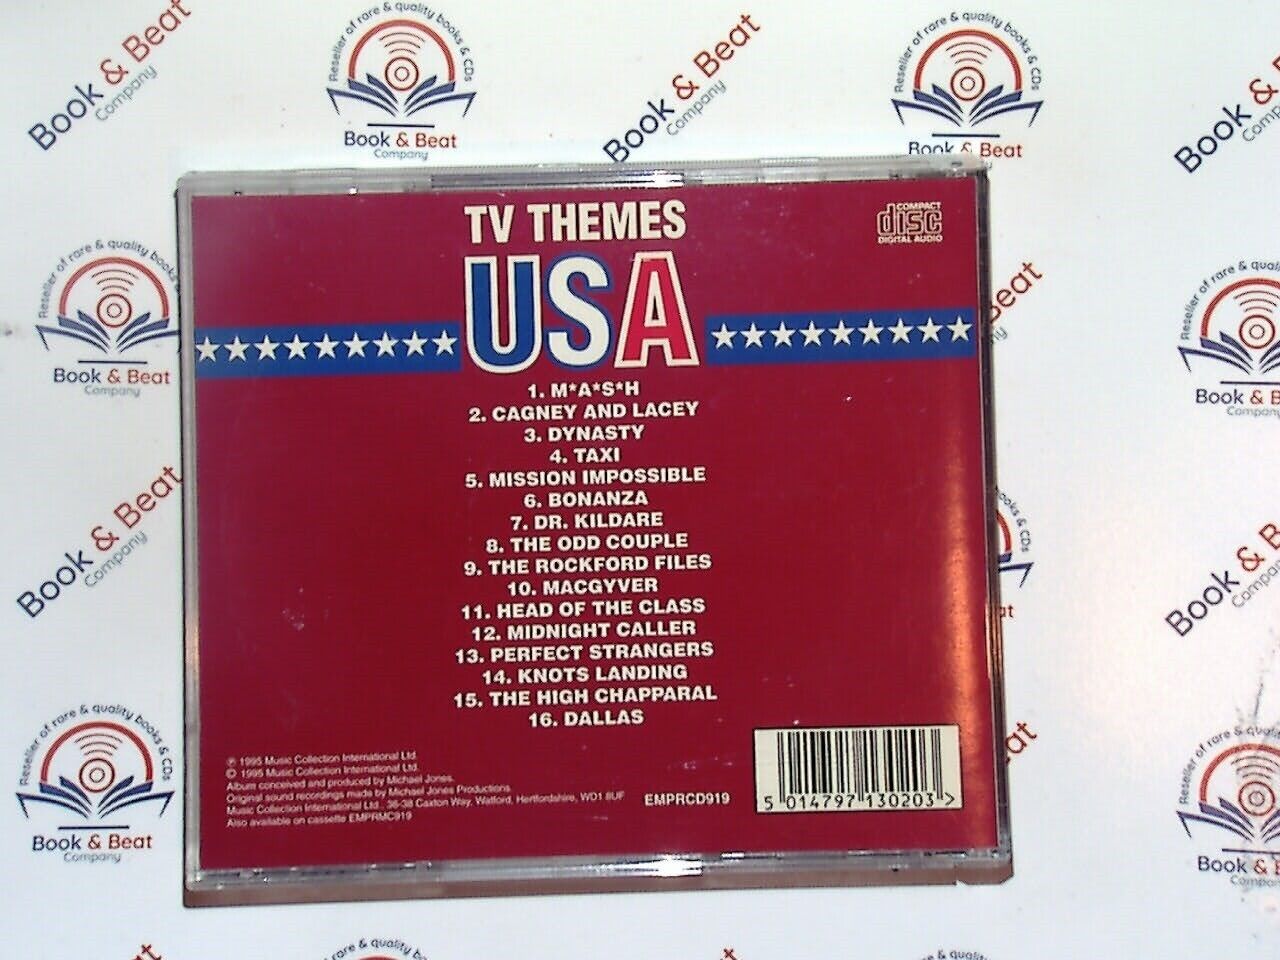 TV THEMES
USA
COMPACT
disc
DIGITAL AUDIO
1. M*A*S*H
2. CAGNEY AND LACEY
3. DYNASTY
4. TAXI
5. MISSION IMPOSSIBLE
6. BONANZA
7. DR. KILDARE
8. THE ODD COUPLE
9. THE ROCKFORD FILES
10. MACGYVER
11. HEAD OF THE CLASS
12. MIDNIGHT CALLER
13. PERFECT STRANGERS
14. KNOTS LANDING
15. THE HIGH CHAPPARAL
16. DALLAS
℗ 1995 Music Collection International Ltd.
© 1995 Music Collection International Ltd.
Album conceived and produced by Michael Jones.
Original sound recordings made by Michael Jones Productions.
Music Collection International Ltd., 36-38 Caxton Way, Watford, Hertfordshire, WD1 8UF
Also available on cassette EMPRMC919
EMPRCD919
5 014797 130203 >
Reseller of rare & quality books & CDs
Book & Beat
Company